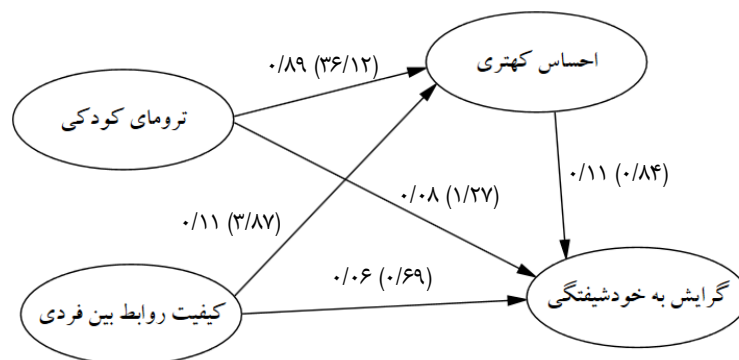 احساس کهتری
۰/۸۹ (۳۶/۱۲)
ترومای کودکی
۰/۱۱ (۰/۸۴)
۰/۰۸ (۱/۲۷)
۰/۱۱ (۳/۸۷)
۰/۰۶ (۰/۶۹)
گرایش به خودشیفتگی
کیفیت روابط بین فردی